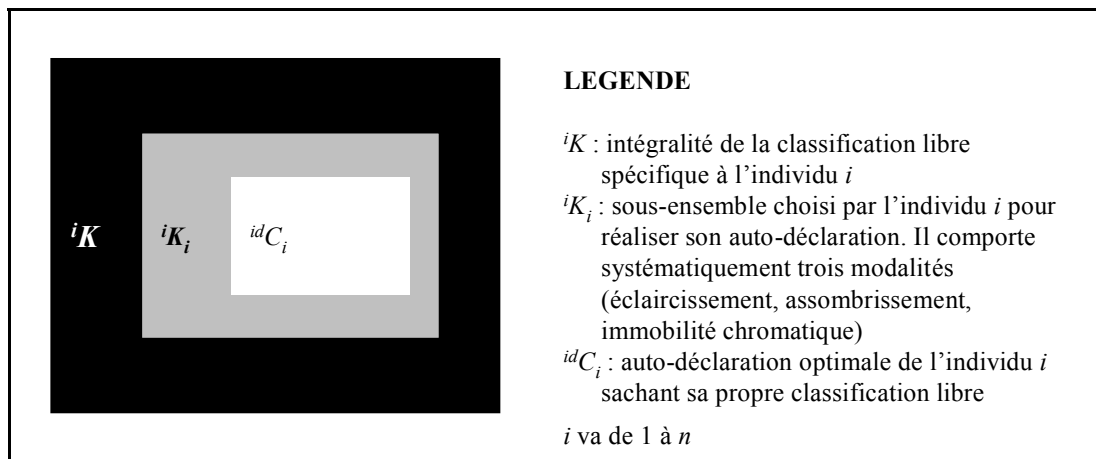 LEGENDE
iK iKi idCi
iK : intégralité de la classification libre
spécifique à l'individu i
iKi : sous-ensemble choisi par l'individu i pour
réaliser son auto-déclaration. Il comporte
systématiquement trois modalités
(éclaircissement, assombrissement,
immobilité chromatique)
idCi : auto-déclaration optimale de l'individu i
sachant sa propre classification libre
i va de 1 à n